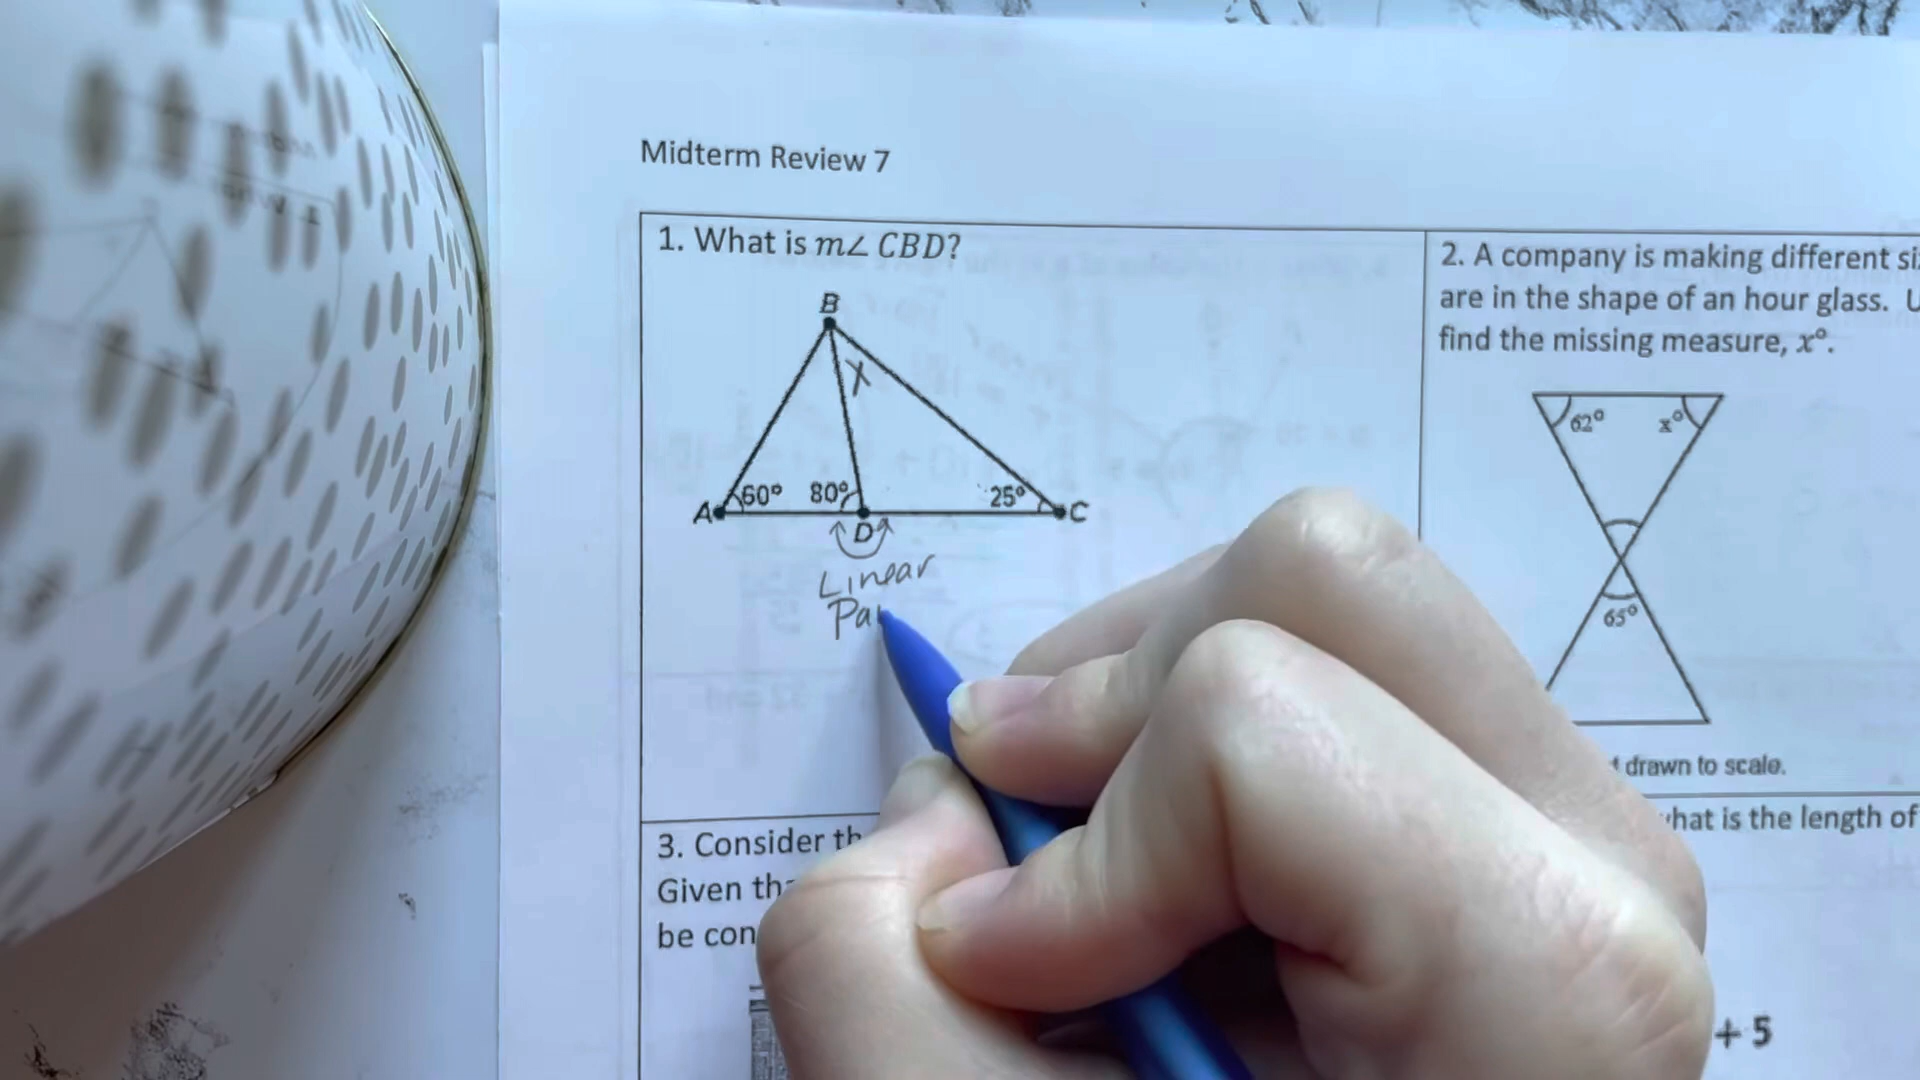 Midterm Review 7
1. What is m∠ CBD?
B
X
A 60° 80° 25° C
D
Linear
Pa
2. A company is making different si
are in the shape of an hour glass. U
find the missing measure, x°.
62° x°
65°
drawn to scale.
3. Consider th
Given th
be con
hat is the length of
+ 5